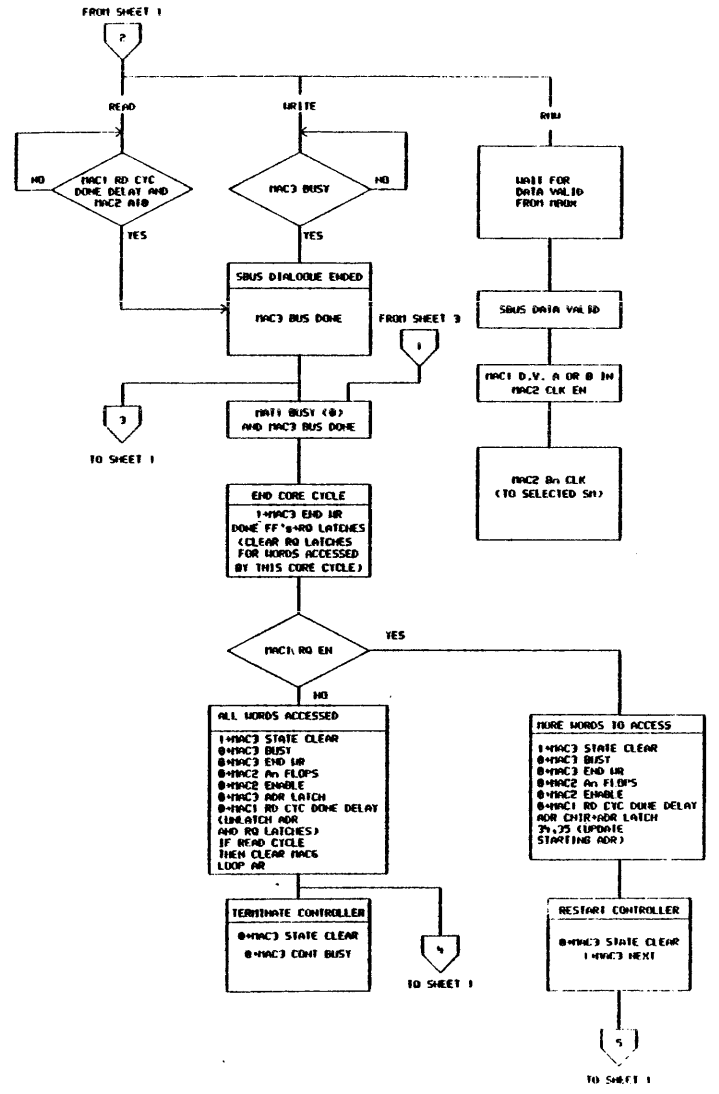 FROM SHEET 1
2
READ
WRITE
RMW
NO
MAC1 RD CYC
DONE DELAY AND
MAC2 A=0
YES
MAC3 BUSY
NO
YES
WAIT FOR
DATA VALID
FROM MBOX
SBUS DIALOGUE ENDED
MAC3 BUS DONE
FROM SHEET 3
1
SBUS DATA VALID
MAC1 D.V. A OR B IN
MAC2 CLK EN
3
TO SHEET 1
MAT1 BUSY (0)
AND MAC3 BUS DONE
MAC2 Bn CLK
(TO SELECTED SM)
END CORE CYCLE
1→MAC3 END WR
DONE FF's→RQ LATCHES
(CLEAR RQ LATCHES
FOR WORDS ACCESSED
BY THIS CORE CYCLE)
MAC1 RQ EN
YES
NO
ALL WORDS ACCESSED
1→MAC3 STATE CLEAR
0→MAC3 BUSY
0→MAC3 END WR
0→MAC2 An FLOPS
0→MAC2 ENABLE
0→MAC3 ADR LATCH
0→MAC1 RD CYC DONE DELAY
(UNLATCH ADR
AND RQ LATCHES)
IF READ CYCLE
THEN CLEAR MAC6
LOOP AR
MORE WORDS TO ACCESS
1→MAC3 STATE CLEAR
0→MAC3 BUSY
0→MAC3 END WR
0→MAC2 An FLOPS
0→MAC2 ENABLE
0→MAC1 RD CYC DONE DELAY
ADR CNTR→ADR LATCH
34,35 (UPDATE
STARTING ADR)
TERMINATE CONTROLLER
0→MAC3 STATE CLEAR
0→MAC3 CONT BUSY
4
TO SHEET 1
RESTART CONTROLLER
0→MAC3 STATE CLEAR
1→MAC3 NEXT
5
TO SHEET 1